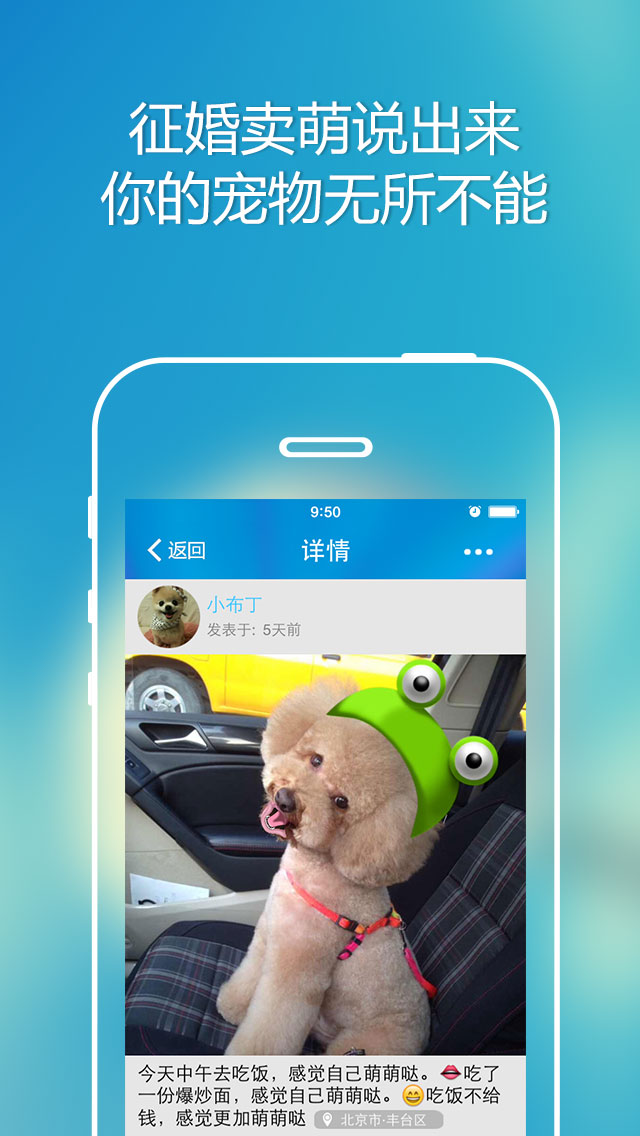 征婚卖萌说出来
你的宠物无所不能
9:50
返回
详情
小布丁
发表于: 5天前
今天中午去吃饭，感觉自己萌萌哒。👄吃了
一份爆炒面，感觉自己萌萌哒。😄吃饭不给
钱，感觉更加萌萌哒 北京市·丰台区